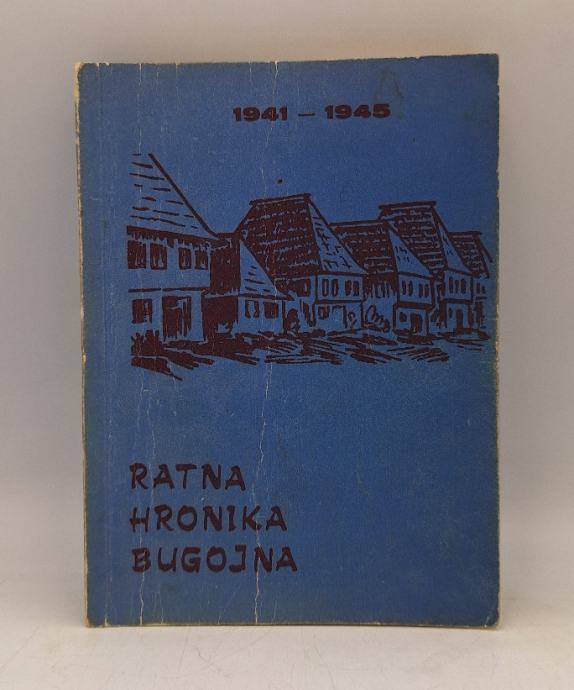 1941 – 1945
RATNA
HRONIKA
BUGOJNA